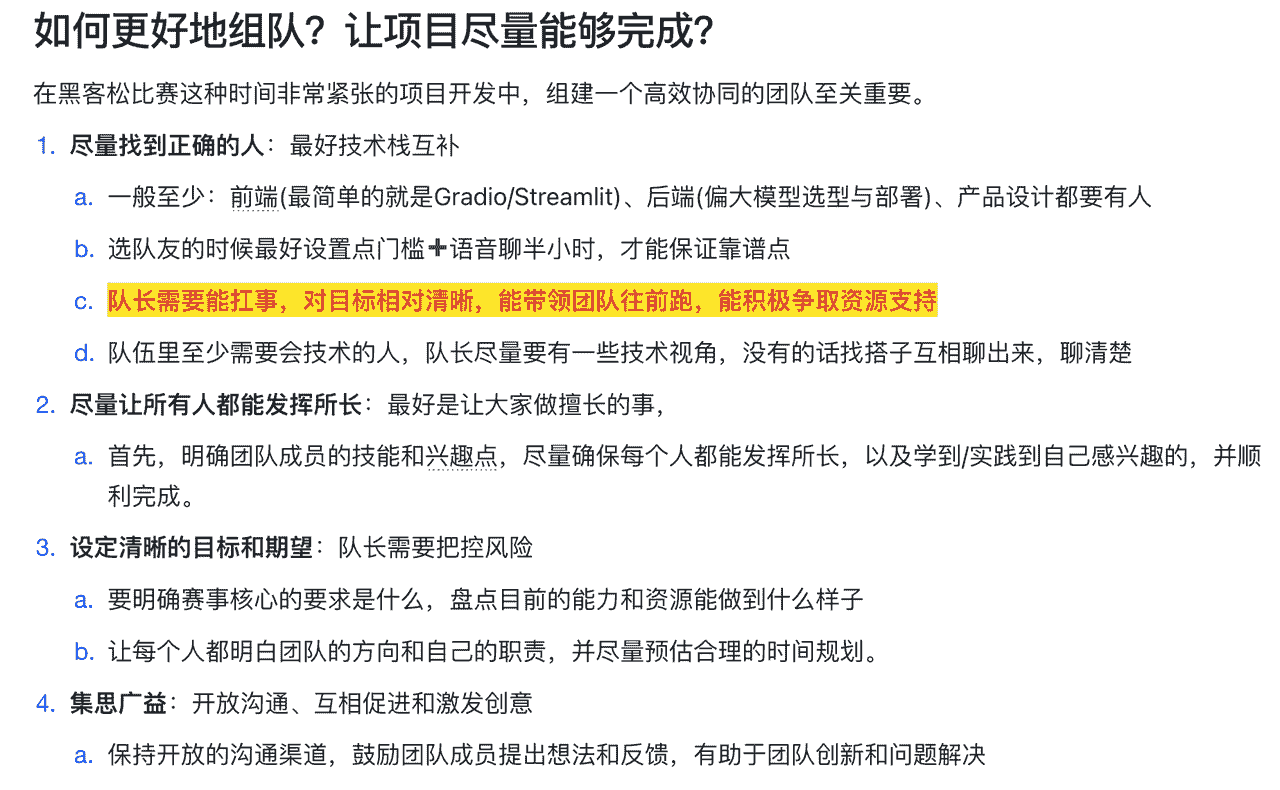 如何更好地组队？让项目尽量能够完成？
在黑客松比赛这种时间非常紧张的项目开发中，组建一个高效协同的团队至关重要。
1. 尽量找到正确的人：最好技术栈互补
a. 一般至少：前端(最简单的就是Gradio/Streamlit)、后端(偏大模型选型与部署)、产品设计都要有人
b. 选队友的时候最好设置点门槛➕语音聊半小时，才能保证靠谱点
c. 队长需要能扛事，对目标相对清晰，能带领团队往前跑，能积极争取资源支持
d. 队伍里至少需要会技术的人，队长尽量要有一些技术视角，没有的话找搭子互相聊出来，聊清楚
2. 尽量让所有人都能发挥所长：最好是让大家做擅长的事，
a. 首先，明确团队成员的技能和兴趣点，尽量确保每个人都能发挥所长，以及学到/实践到自己感兴趣的，并顺
利完成。
3. 设定清晰的目标和期望：队长需要把控风险
a. 要明确赛事核心的要求是什么，盘点目前的能力和资源能做到什么样子
b. 让每个人都明白团队的方向和自己的职责，并尽量预估合理的时间规划。
4. 集思广益：开放沟通、互相促进和激发创意
a. 保持开放的沟通渠道，鼓励团队成员提出想法和反馈，有助于团队创新和问题解决